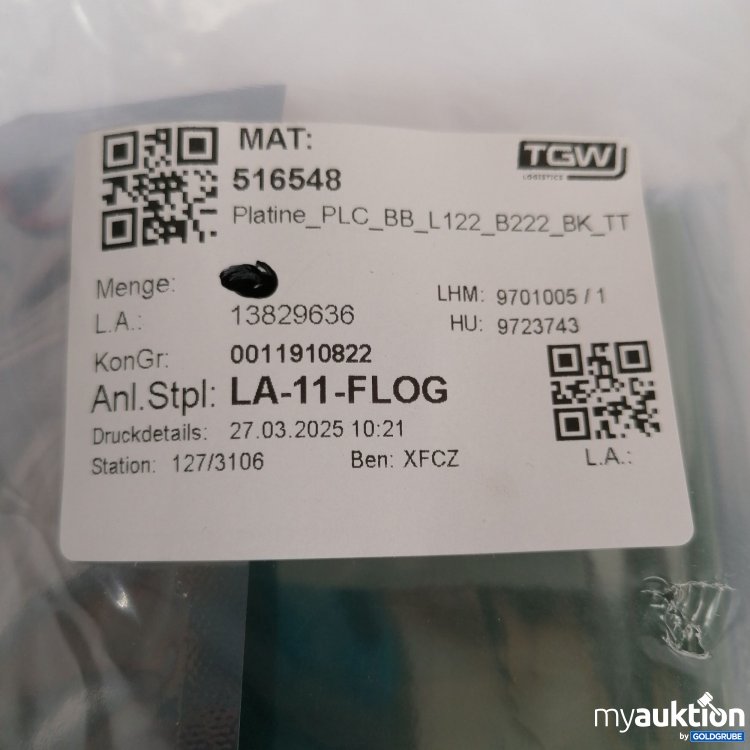 MAT:
TGW
LOGISTICS
516548
Platine_PLC_BB_L122_B222_BK_TT
Menge:
LHM: 9701005 / 1
L.A.: 13829636
HU: 9723743
KonGr: 0011910822
Anl.Stpl: LA-11-FLOG
Druckdetails: 27.03.2025 10:21
Station: 127/3106 Ben: XFCZ
L.A.:
myauktion
by GOLDGRUBE